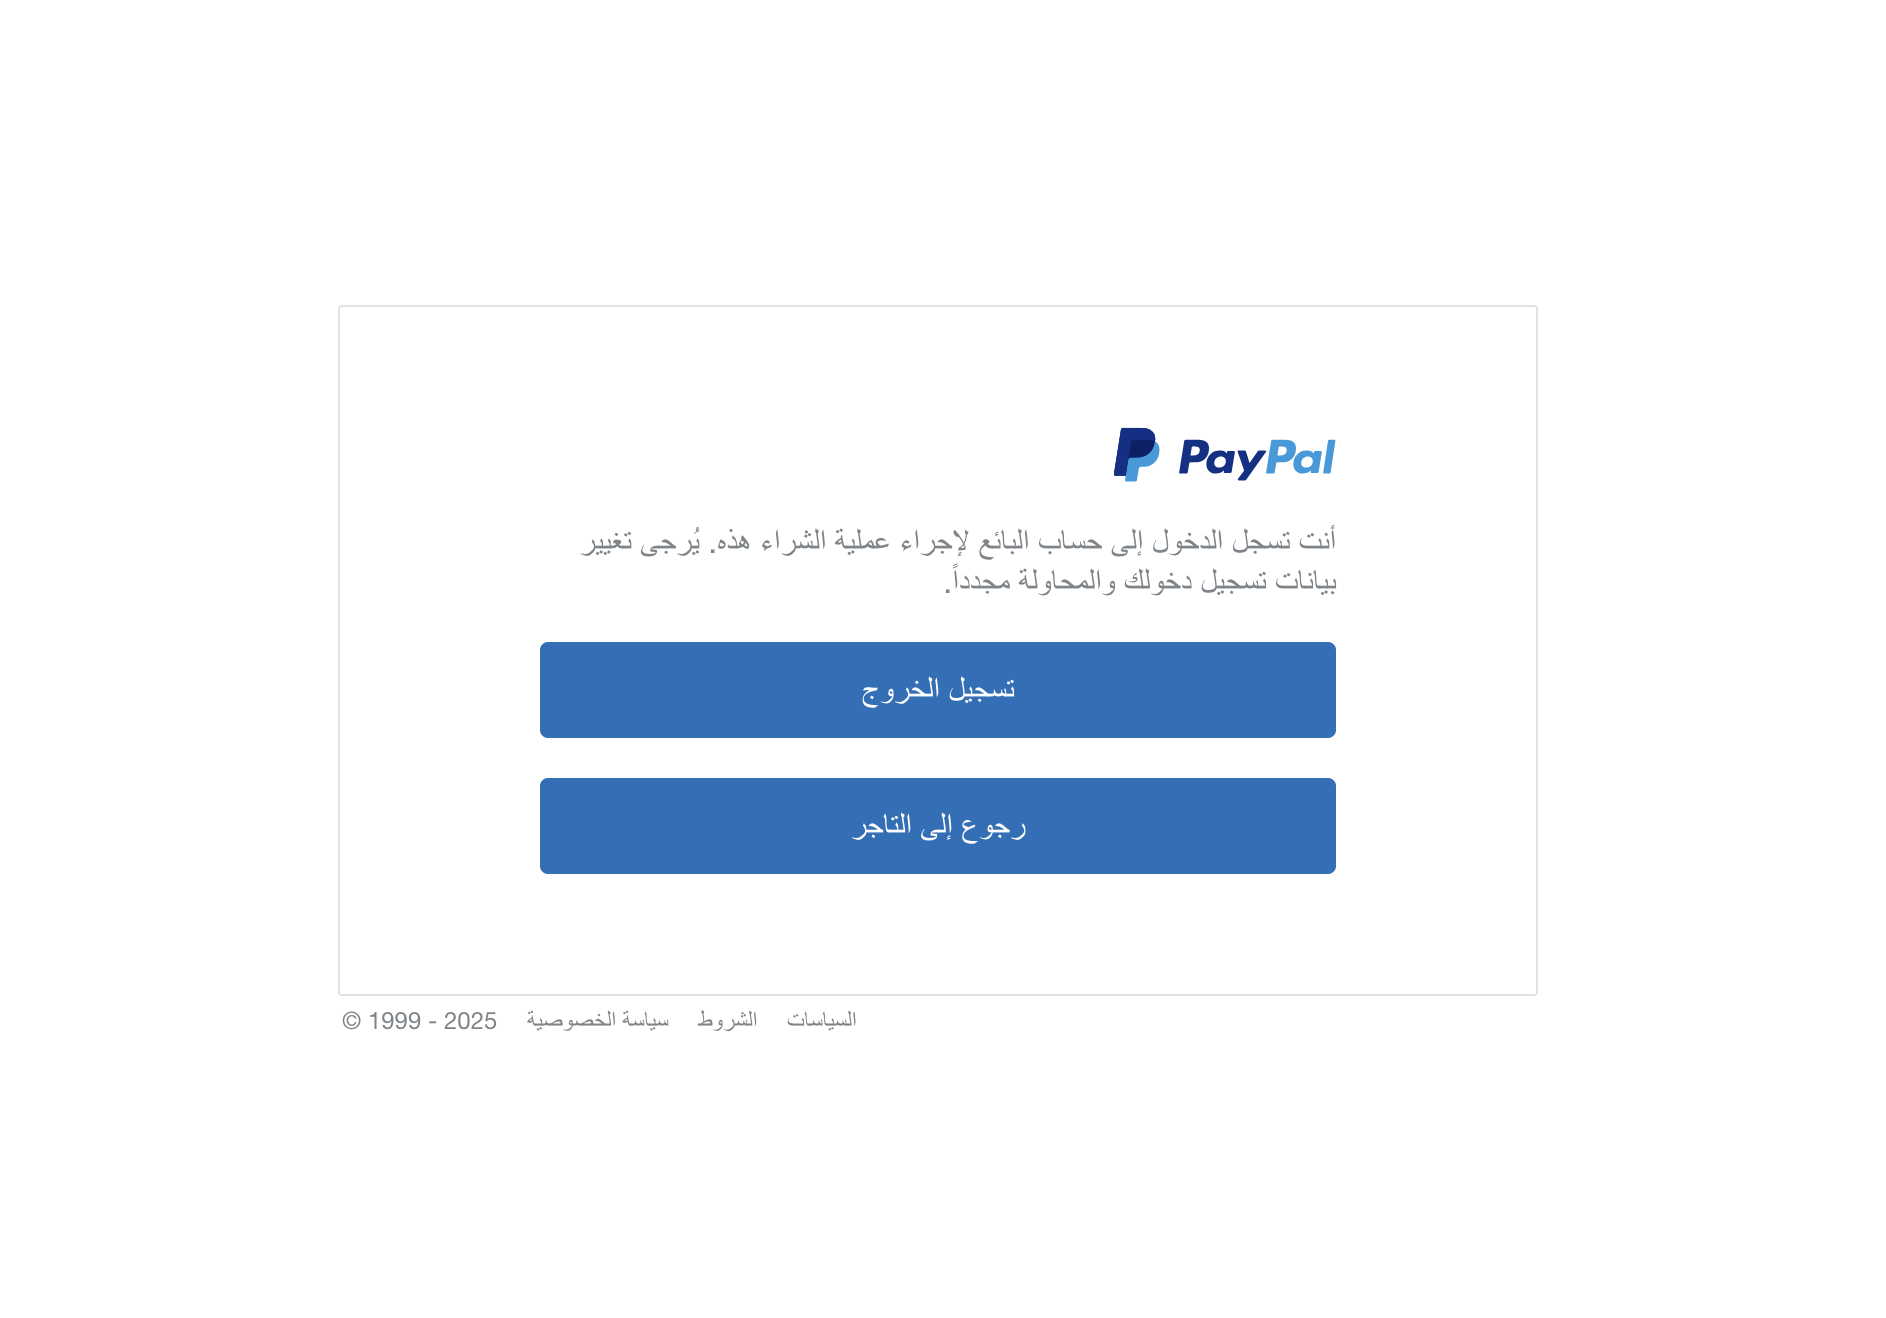 PayPal
أنت تسجل الدخول إلى حساب البائع لإجراء عملية الشراء هذه. يُرجى تغيير
بيانات تسجيل دخولك والمحاولة مجدداً.
تسجيل الخروج
رجوع إلى التاجر
السياسات الشروط سياسة الخصوصية © 1999 - 2025